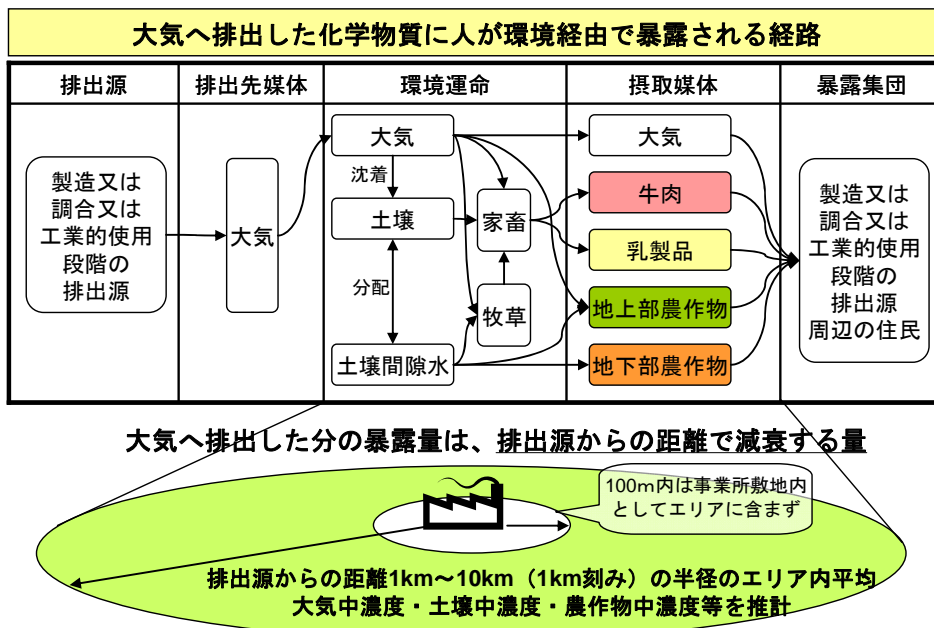 大気へ排出した化学物質に人が環境経由で暴露される経路
排出源
排出先媒体
環境運命
摂取媒体
暴露集団
製造又は
調合又は
工業的使用
段階の
排出源
大気
大気
沈着
土壌
分配
土壌間隙水
家畜
牧草
大気
牛肉
乳製品
地上部農作物
地下部農作物
製造又は
調合又は
工業的使用
段階の
排出源
周辺の住民
大気へ排出した分の暴露量は、排出源からの距離で減衰する量
100m内は事業所敷地内
としてエリアに含まず
排出源からの距離1km～10km（1km刻み）の半径のエリア内平均
大気中濃度・土壌中濃度・農作物中濃度等を推計